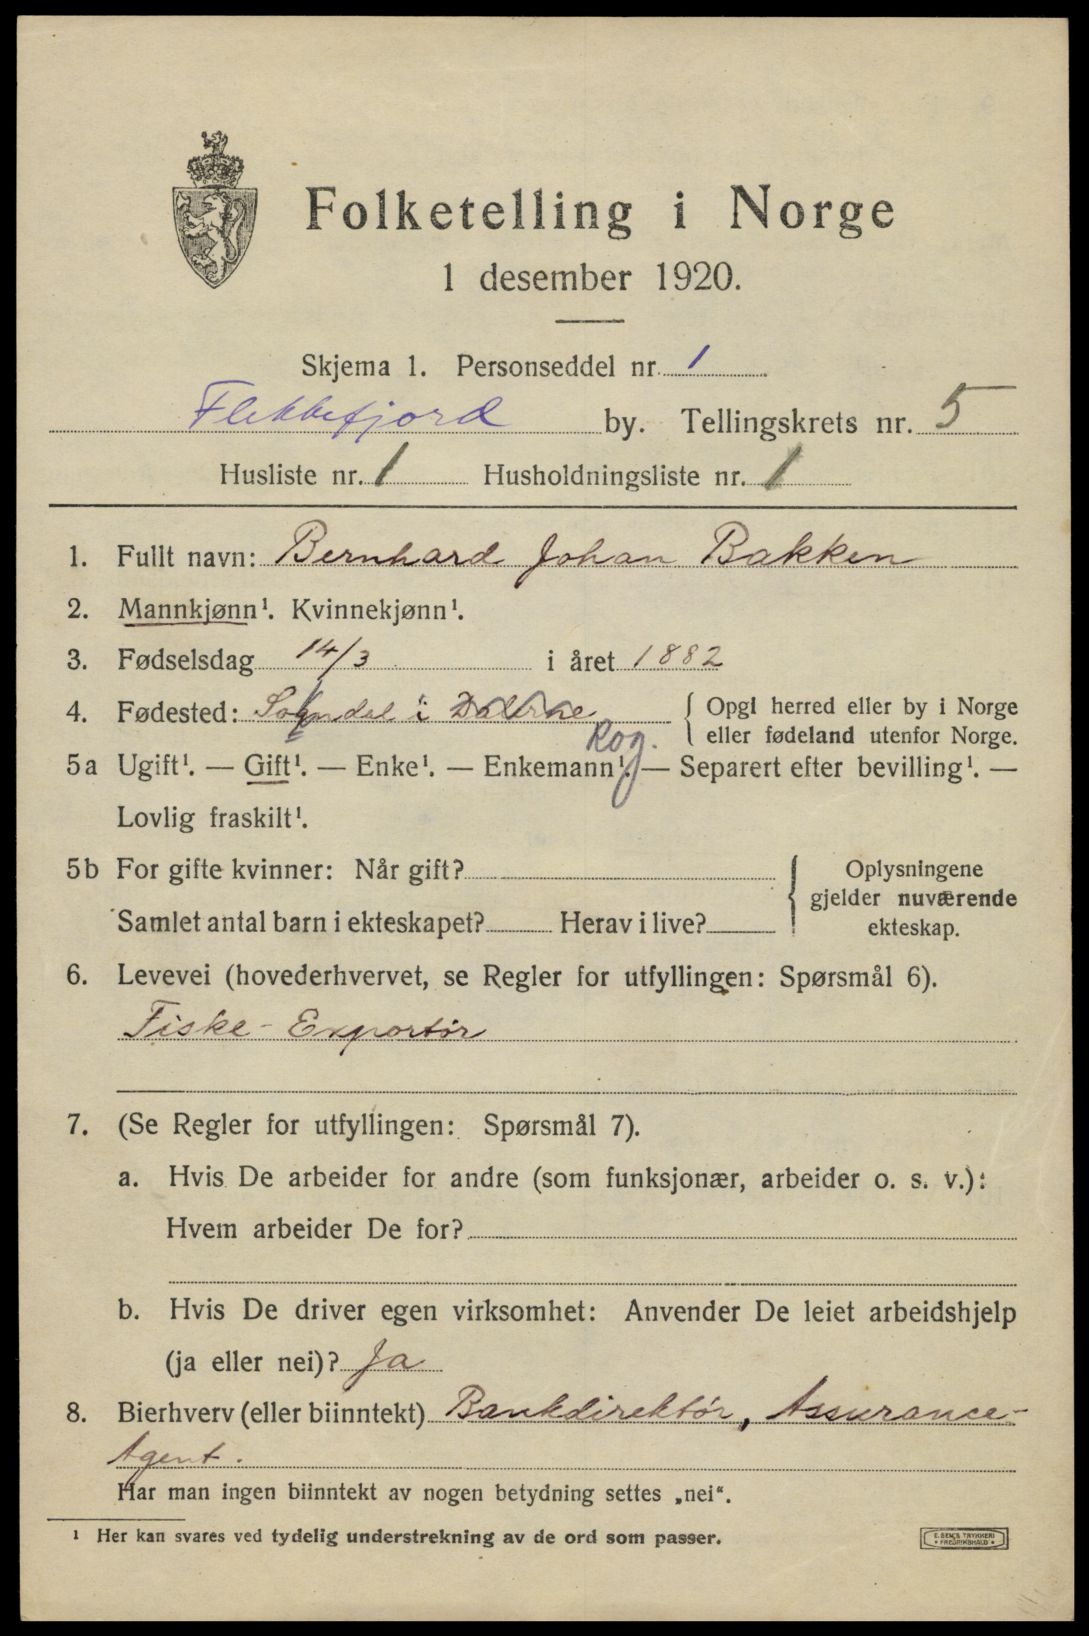 Folketelling i Norge
1 desember 1920.
Skjema 1. Personseddel nr. 1
Flekkefjord by. Tellingskrets nr. 5
Husliste nr. 1 Husholdningsliste nr. 1
1. Fullt navn: Bernhard Johan Bakken
2. Mannkjønn¹. Kvinnekjønn¹.
3. Fødselsdag 14/3 i året 1882
4. Fødested: Sokndal i Dalerne { Opgi herred eller by i Norge
Rog. eller fødeland utenfor Norge.
5a Ugift¹. — Gift¹. — Enke¹. — Enkemann¹. — Separert efter bevilling¹. —
Lovlig fraskilt¹.
5b For gifte kvinner: Når gift? { Oplysningene
gjelder nuværende
Samlet antal barn i ekteskapet? Herav i live? ekteskap.
6. Levevei (hovederhvervet, se Regler for utfyllingen: Spørsmål 6).
Fiske-Exportør
7. (Se Regler for utfyllingen: Spørsmål 7).
a. Hvis De arbeider for andre (som funksjonær, arbeider o. s. v.):
Hvem arbeider De for?
b. Hvis De driver egen virksomhet: Anvender De leiet arbeidshjelp
(ja eller nei)? Ja
8. Bierhverv (eller biinntekt) Bankdirektør, Assurance-
Agent.
Har man ingen biinntekt av nogen betydning settes „nei“.
¹ Her kan svares ved tydelig understrekning av de ord som passer.
E. SEM'S TRYKKERI
• FREDRIKSHALD •